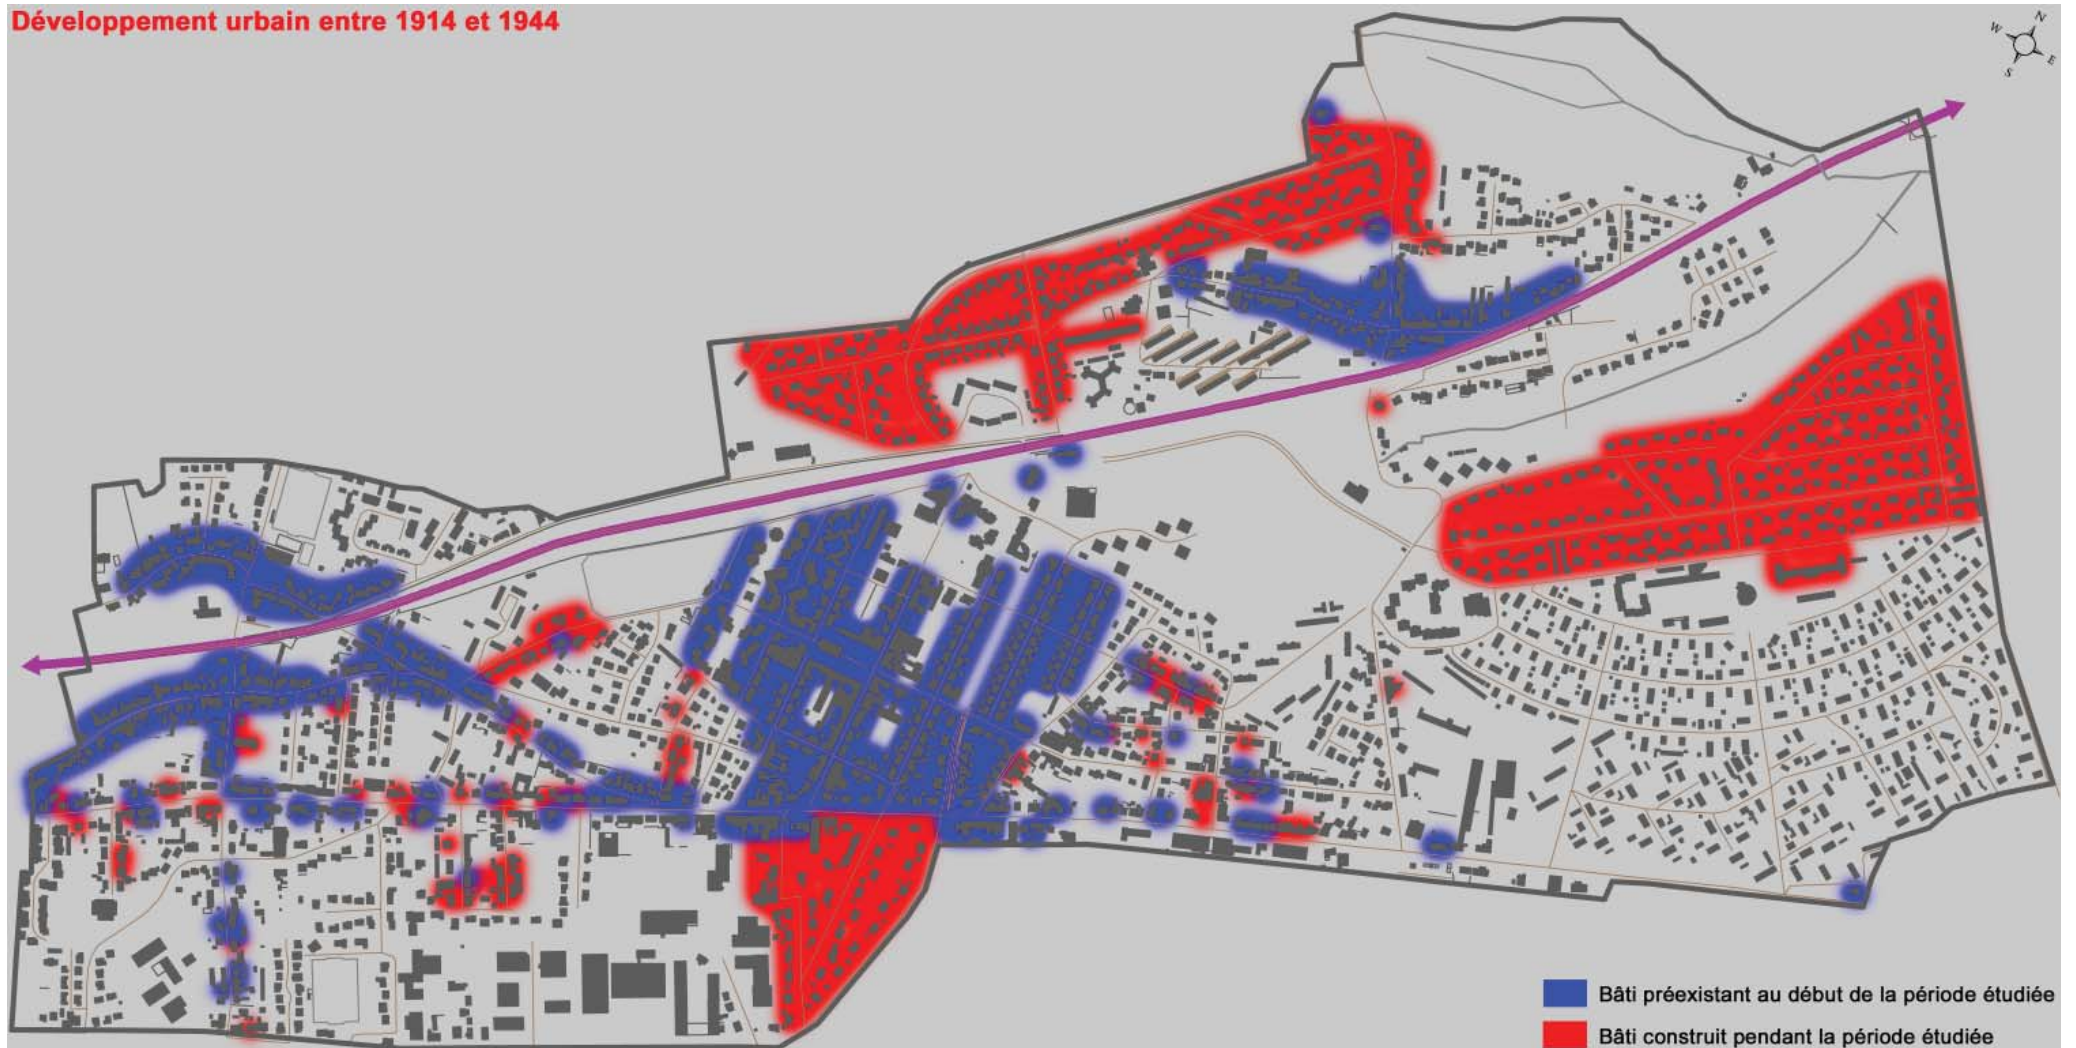 Développement urbain entre 1914 et 1944
N
W
E
S
Bâti préexistant au début de la période étudiée
Bâti construit pendant la période étudiée